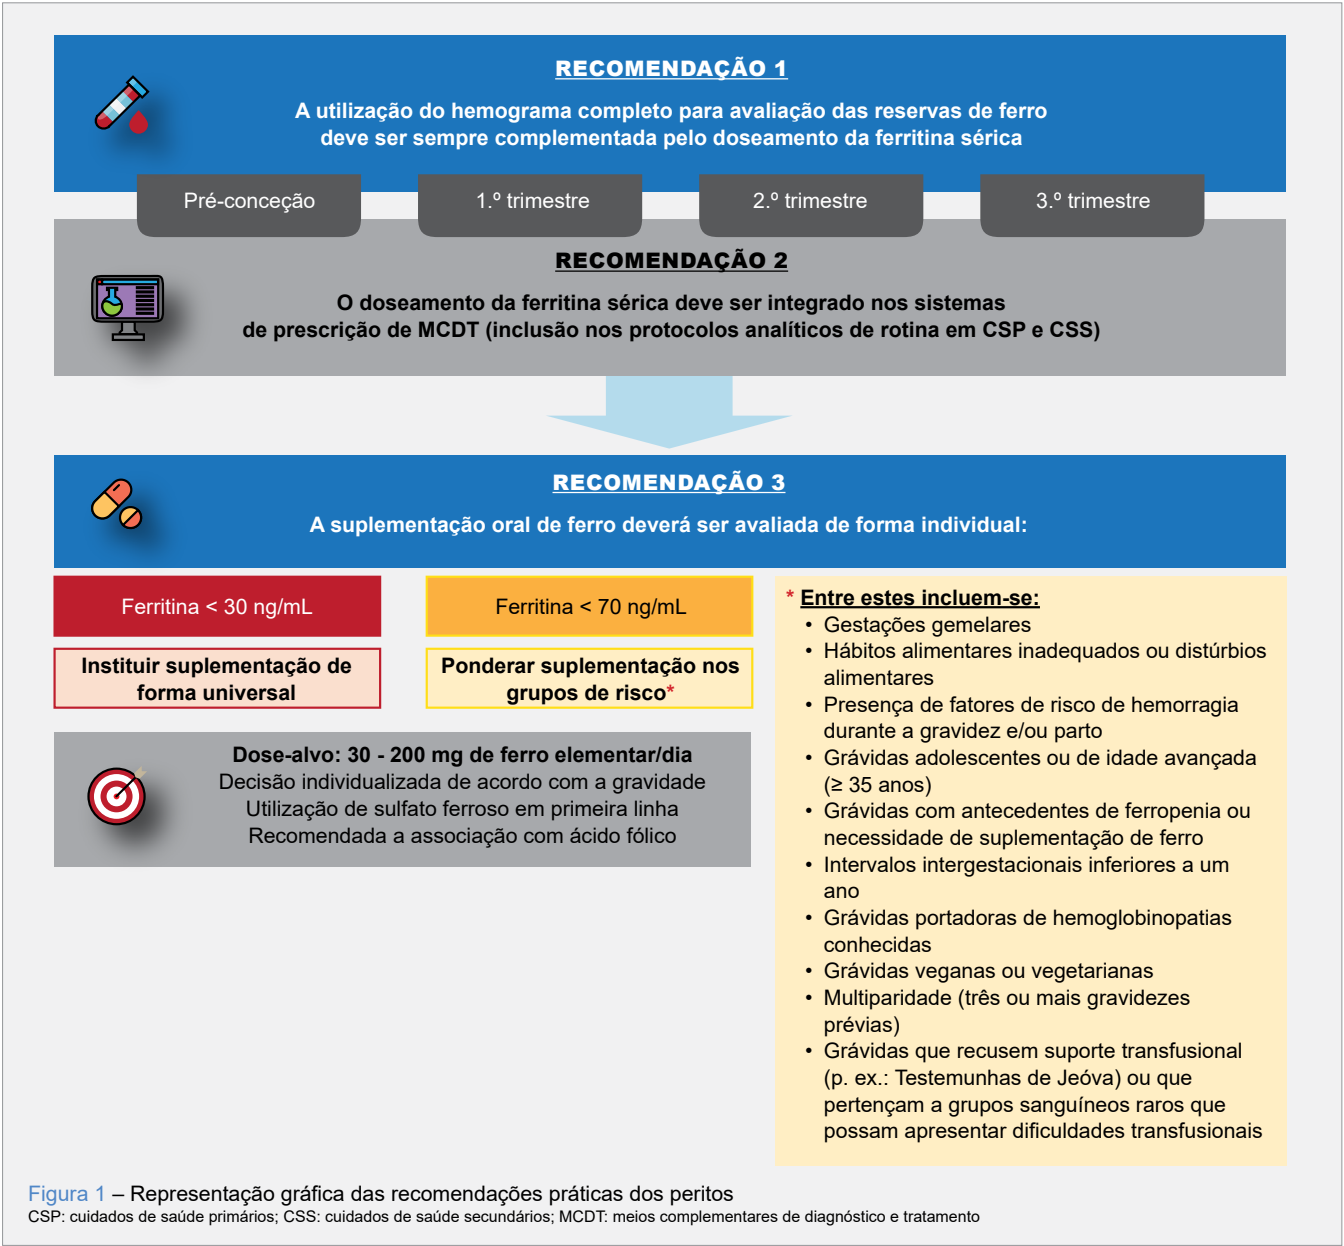 RECOMENDAÇÃO 1
A utilização do hemograma completo para avaliação das reservas de ferro
deve ser sempre complementada pelo doseamento da ferritina sérica
Pré-conceção
1.º trimestre
2.º trimestre
3.º trimestre
RECOMENDAÇÃO 2
O doseamento da ferritina sérica deve ser integrado nos sistemas
de prescrição de MCDT (inclusão nos protocolos analíticos de rotina em CSP e CSS)
RECOMENDAÇÃO 3
A suplementação oral de ferro deverá ser avaliada de forma individual:
Ferritina < 30 ng/mL
Instituir suplementação de
forma universal
Ferritina < 70 ng/mL
Ponderar suplementação nos
grupos de risco*
Dose-alvo: 30 - 200 mg de ferro elementar/dia
Decisão individualizada de acordo com a gravidade
Utilização de sulfato ferroso em primeira linha
Recomendada a associação com ácido fólico
* Entre estes incluem-se:
• Gestações gemelares
• Hábitos alimentares inadequados ou distúrbios
alimentares
• Presença de fatores de risco de hemorragia
durante a gravidez e/ou parto
• Grávidas adolescentes ou de idade avançada
(≥ 35 anos)
• Grávidas com antecedentes de ferropenia ou
necessidade de suplementação de ferro
• Intervalos intergestacionais inferiores a um
ano
• Grávidas portadoras de hemoglobinopatias
conhecidas
• Grávidas veganas ou vegetarianas
• Multiparidade (três ou mais gravidezes
prévias)
• Grávidas que recusem suporte transfusional
(p. ex.: Testemunhas de Jeóva) ou que
pertençam a grupos sanguíneos raros que
possam apresentar dificuldades transfusionais
Figura 1 – Representação gráfica das recomendações práticas dos peritos
CSP: cuidados de saúde primários; CSS: cuidados de saúde secundários; MCDT: meios complementares de diagnóstico e tratamento